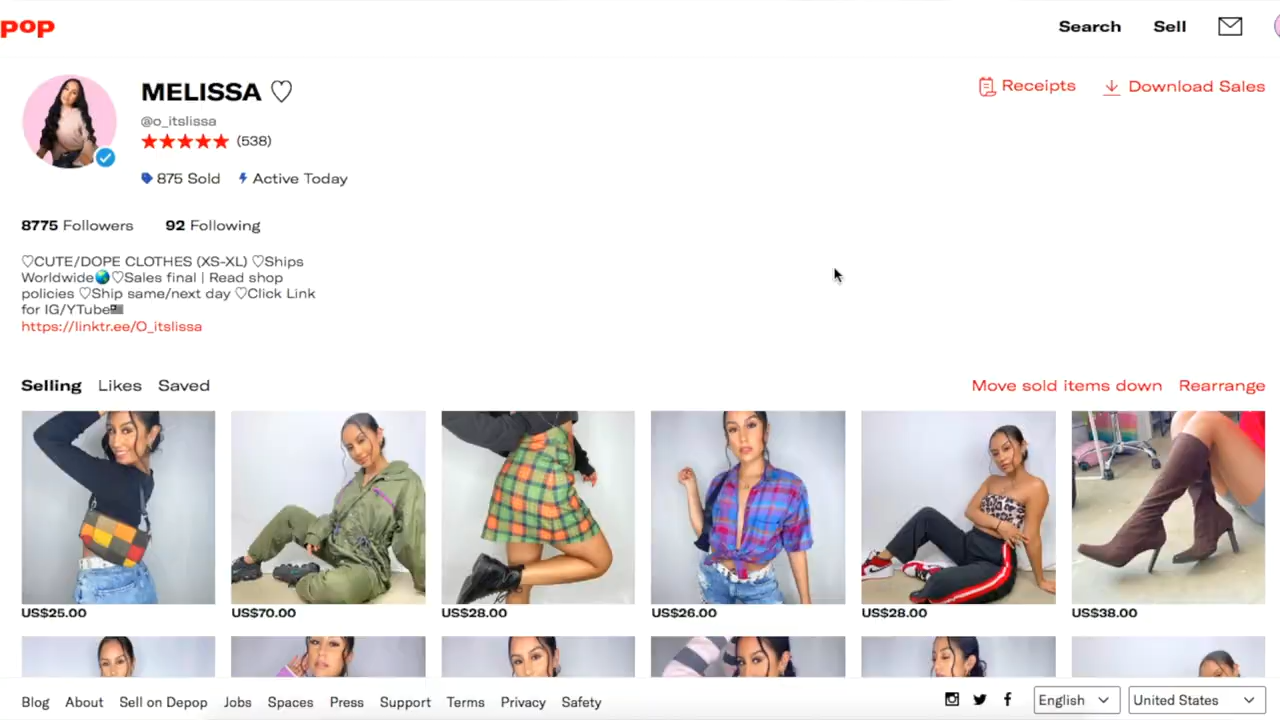 pop
Search
Sell
MELISSA ♡
@o_itslissa
(538)
875 Sold
Active Today
8775 Followers
92 Following
♡CUTE/DOPE CLOTHES (XS-XL) ♡Ships
Worldwide🌎♡Sales final | Read shop
policies ♡Ship same/next day ♡Click Link
for IG/YTube
https://linktr.ee/O_itslissa
Receipts
Download Sales
Selling
Likes
Saved
Move sold items down
Rearrange
US$25.00
US$70.00
US$28.00
US$26.00
US$28.00
US$38.00
Blog
About
Sell on Depop
Jobs
Spaces
Press
Support
Terms
Privacy
Safety
English
United States